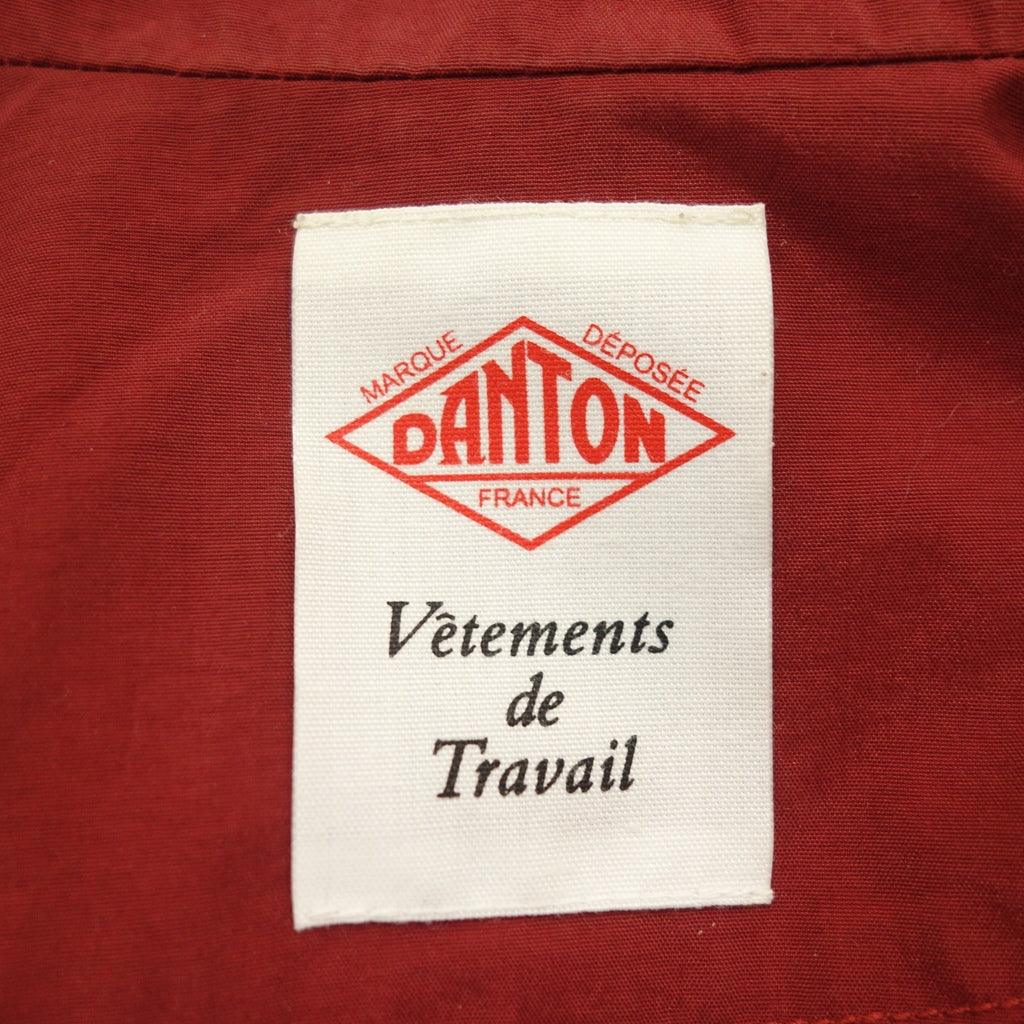 MARQUE DÉPOSÉE
DANTON
FRANCE
Vêtements
de
Travail